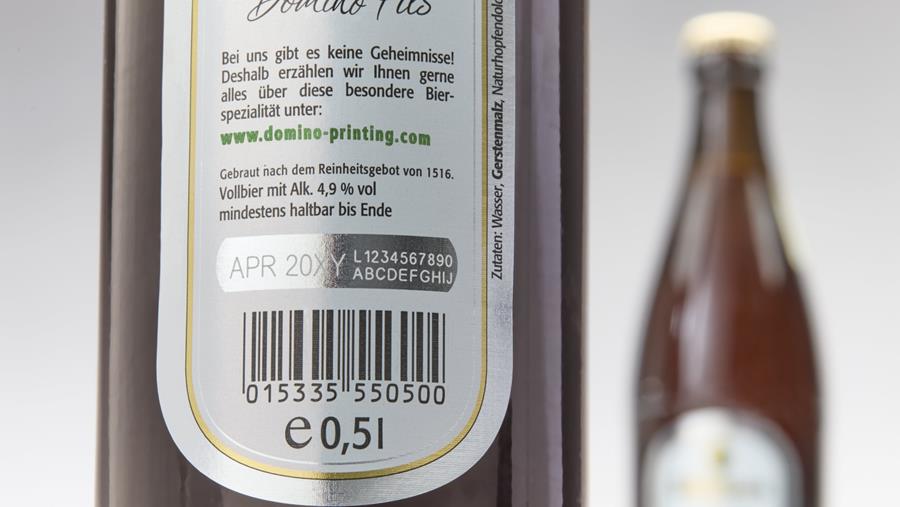 Domino Pils
Bei uns gibt es keine Geheimnisse!
Deshalb erzählen wir Ihnen gerne
alles über diese besondere Bier-
spezialität unter:
www.domino-printing.com
Gebraut nach dem Reinheitsgebot von 1516.
Vollbier mit Alk. 4,9 % vol
mindestens haltbar bis Ende
APR 20XY
L1234567890
ABCDEFGHIJ
015335 550500
e 0,5l
Zutaten: Wasser, Gerstenmalz, Naturhopfendol